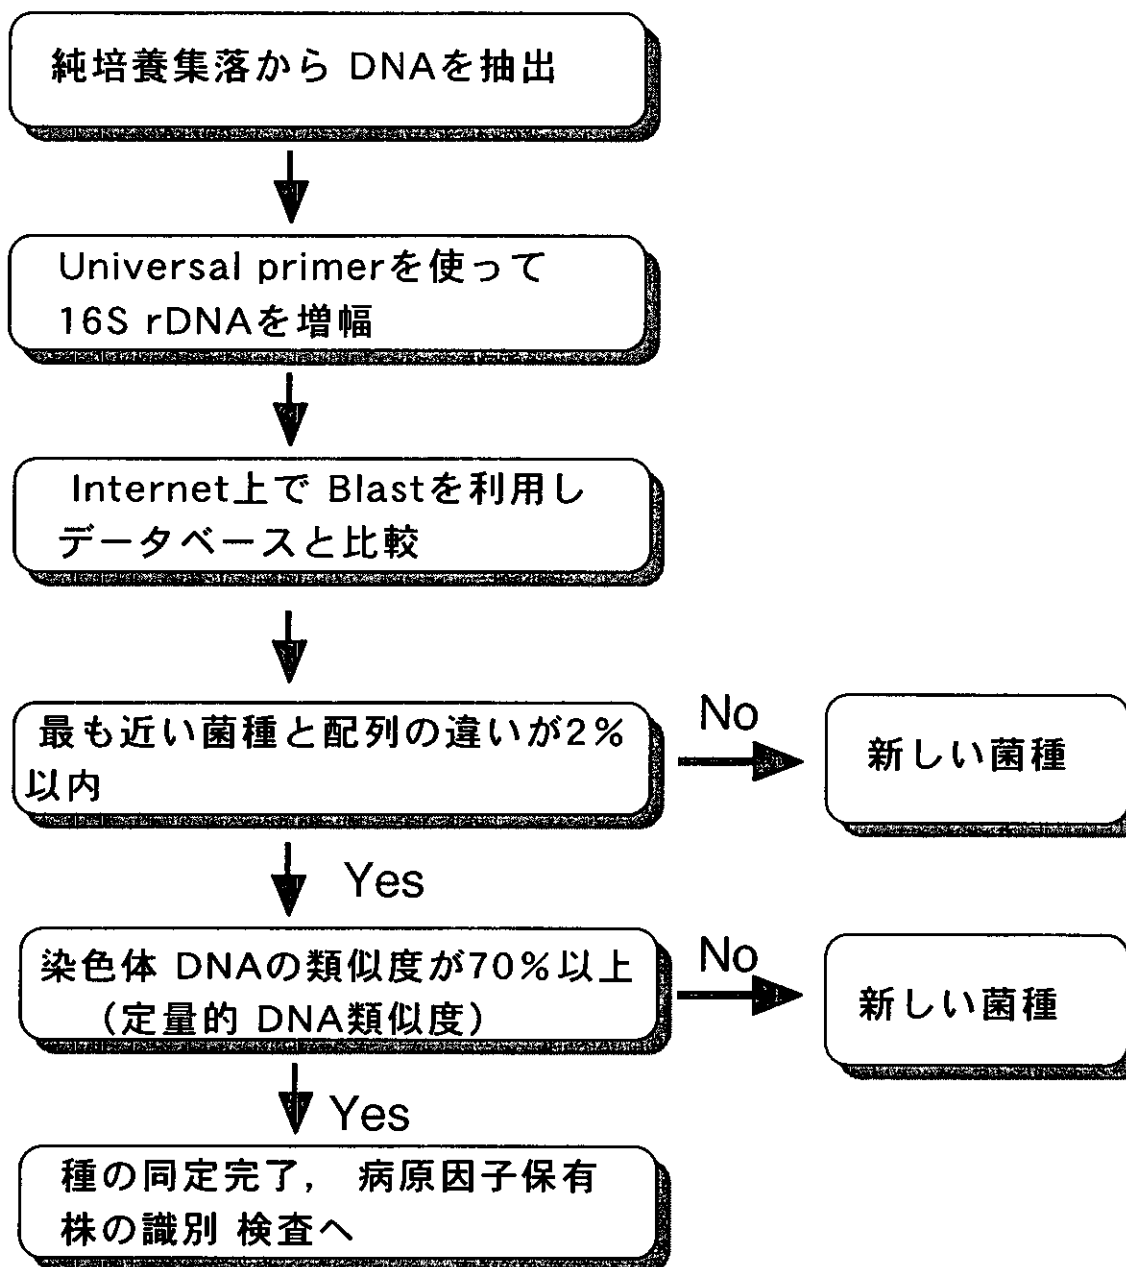 純培養集落から DNAを抽出
Universal primerを使って
16S rDNAを増幅
Internet上で Blastを利用し
データベースと比較
最も近い菌種と配列の違いが2%
以内
No
新しい菌種
Yes
染色体 DNAの類似度が70%以上
(定量的 DNA類似度)
No
新しい菌種
Yes
種の同定完了, 病原因子保有
株の識別 検査へ